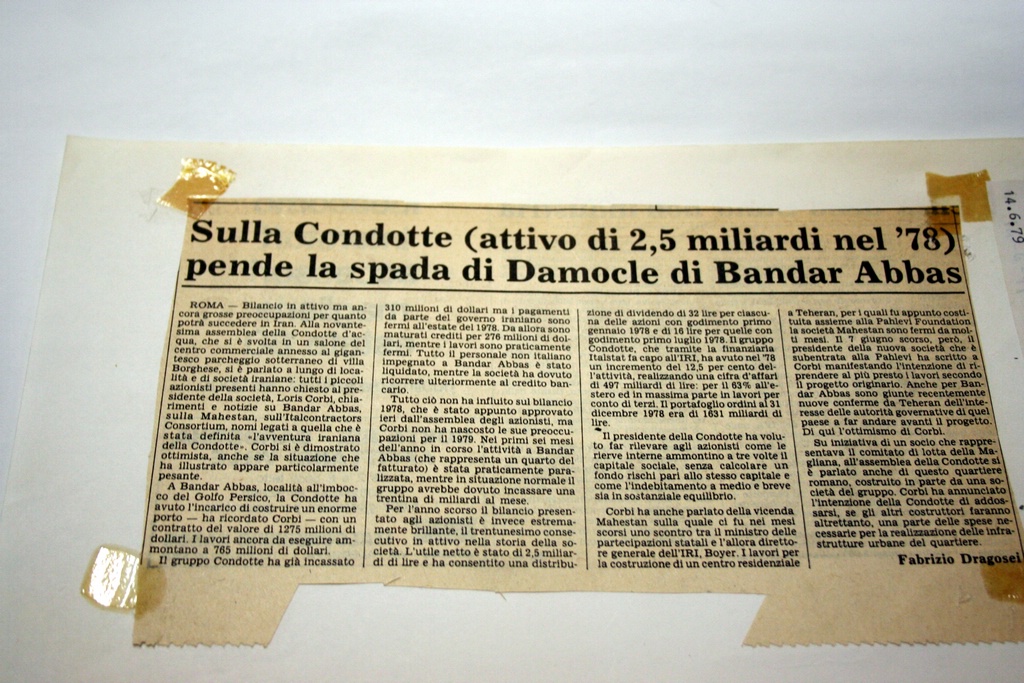 14.6.79
Sulla Condotte (attivo di 2,5 miliardi nel '78)
pende la spada di Damocle di Bandar Abbas
ROMA — Bilancio in attivo ma an-
cora grosse preoccupazioni per quanto
potrà succedere in Iran. Alla novante-
sima assemblea della Condotte d'ac-
qua, che si è svolta in un salone del
centro commerciale annesso al gigan-
tesco parcheggio sotterraneo di villa
Borghese, si è parlato a lungo di loca-
lità e di società iraniane: tutti i piccoli
azionisti presenti hanno chiesto al pre-
sidente della società, Loris Corbi, chia-
rimenti e notizie su Bandar Abbas,
sulla Mahestan, sull'Italcontractors
Consortium, nomi legati a quella che è
stata definita «l'avventura iraniana
della Condotte». Corbi si è dimostrato
ottimista, anche se la situazione che
ha illustrato appare particolarmente
pesante.
A Bandar Abbas, località all'imboc-
co del Golfo Persico, la Condotte ha
avuto l'incarico di costruire un enorme
porto — ha ricordato Corbi — con un
contratto del valore di 1275 milioni di
dollari. I lavori ancora da eseguire am-
montano a 765 milioni di dollari.
Il gruppo Condotte ha già incassato
310 milioni di dollari ma i pagamenti
da parte del governo iraniano sono
fermi all'estate del 1978. Da allora sono
maturati crediti per 276 milioni di dol-
lari, mentre i lavori sono praticamente
fermi. Tutto il personale non italiano
impegnato a Bandar Abbas è stato
liquidato, mentre la società ha dovuto
ricorrere ulteriormente al credito ban-
cario.
Tutto ciò non ha influito sul bilancio
1978, che è stato appunto approvato
ieri dall'assemblea degli azionisti, ma
Corbi non ha nascosto le sue preoccu-
pazioni per il 1979. Nei primi sei mesi
dell'anno in corso l'attività a Bandar
Abbas (che rappresenta un quarto del
fatturato) è stata praticamente para-
lizzata, mentre in situazione normale il
gruppo avrebbe dovuto incassare una
trentina di miliardi al mese.
Per l'anno scorso il bilancio presen-
tato agli azionisti è invece estrema-
mente brillante, il trentunesimo conse-
cutivo in attivo nella storia della so-
cietà. L'utile netto è stato di 2,5 miliar-
di di lire e ha consentito una distribu-
zione di dividendo di 32 lire per ciascu-
na delle azioni con godimento primo
gennaio 1978 e di 16 lire per quelle con
godimento primo luglio 1978. Il gruppo
Condotte, che tramite la finanziaria
Italstat fa capo all'IRI, ha avuto nel '78
un incremento del 12,5 per cento del-
l'attività, realizzando una cifra d'affari
di 497 miliardi di lire: per il 63% all'e-
stero ed in massima parte in lavori per
conto di terzi. Il portafoglio ordini al 31
dicembre 1978 era di 1631 miliardi di
lire.
Il presidente della Condotte ha volu-
to far rilevare agli azionisti come le
riserve interne ammontino a tre volte il
capitale sociale, senza calcolare un
fondo rischi pari allo stesso capitale e
come l'indebitamento a medio e breve
sia in sostanziale equilibrio.
Corbi ha anche parlato della vicenda
Mahestan sulla quale ci fu nei mesi
scorsi uno scontro tra il ministro delle
partecipazioni statali e l'allora diretto-
re generale dell'IRI, Boyer. I lavori per
la costruzione di un centro residenziale
a Teheran, per i quali fu appunto costi-
tuita assieme alla Pahlevi Foundation
la società Mahestan sono fermi da mol-
ti mesi. Il 7 giugno scorso, però, il
presidente della nuova società che è
subentrata alla Pahlevi ha scritto a
Corbi manifestando l'intenzione di ri-
prendere al più presto i lavori secondo
il progetto originario. Anche per Ban-
dar Abbas sono giunte recentemente
nuove conferme da Teheran dell'inte-
resse delle autorità governative di quel
paese a far andare avanti il progetto.
Di qui l'ottimismo di Corbi.
Su iniziativa di un socio che rappre-
sentava il comitato di lotta della Ma-
gliana, all'assemblea della Condotte si
è parlato anche di questo quartiere
romano, costruito in parte da una so-
cietà del gruppo. Corbi ha annunciato
l'intenzione della Condotte di addos-
sarsi, se gli altri costruttori faranno
altrettanto, una parte delle spese ne-
cessarie per la realizzazione delle infra-
strutture urbane del quartiere.
Fabrizio Dragosei